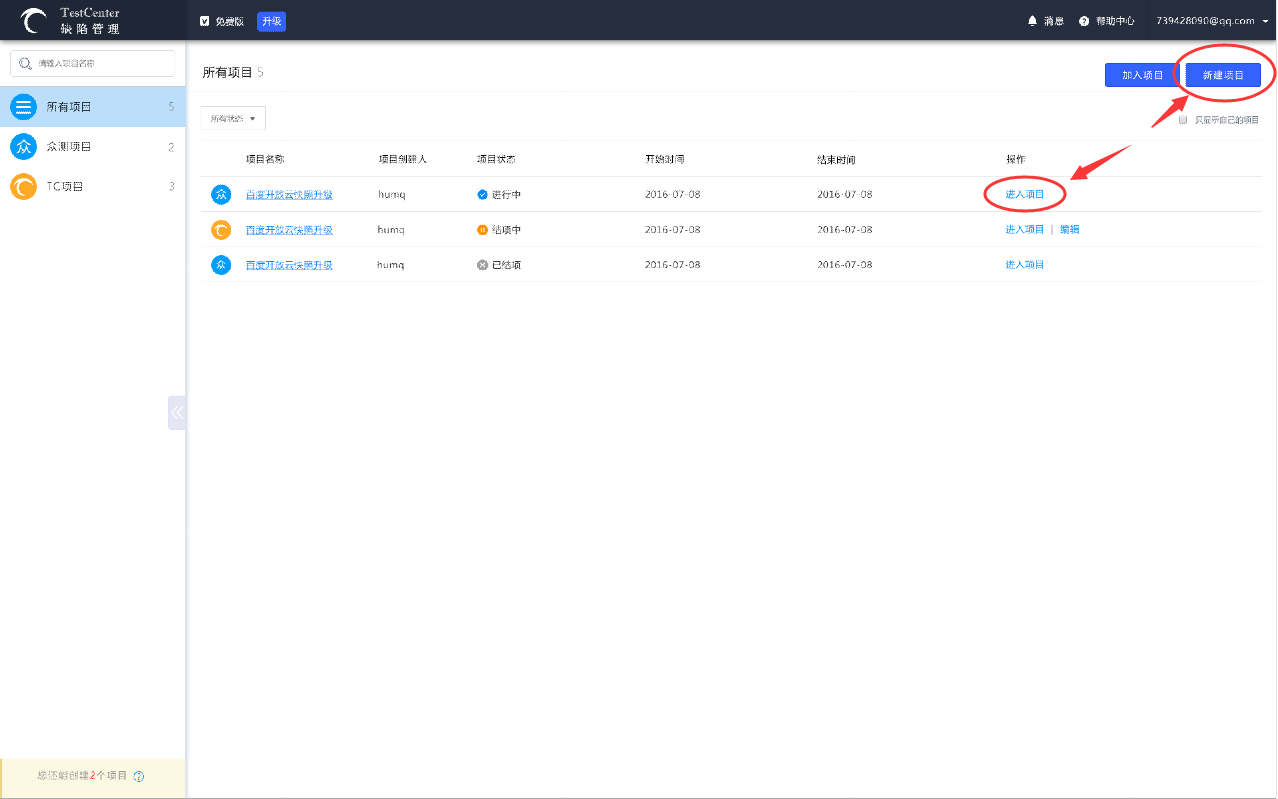 TestCenter
缺陷管理
免费版 升级 消息 帮助中心 739428090@qq.com
请输入项目名称
所有项目 5
众测项目 2
TC项目 3
您还能创建2个项目
所有项目 5
加入项目 新建项目
所有状态 只显示自己的项目
项目名称 项目创建人 项目状态 开始时间 结束时间 操作
众 百度开放云快照升级 humq 进行中 2016-07-08 2016-07-08 进入项目
百度开放云快照升级 humq 结项中 2016-07-08 2016-07-08 进入项目 | 编辑
众 百度开放云快照升级 humq 已结项 2016-07-08 2016-07-08 进入项目